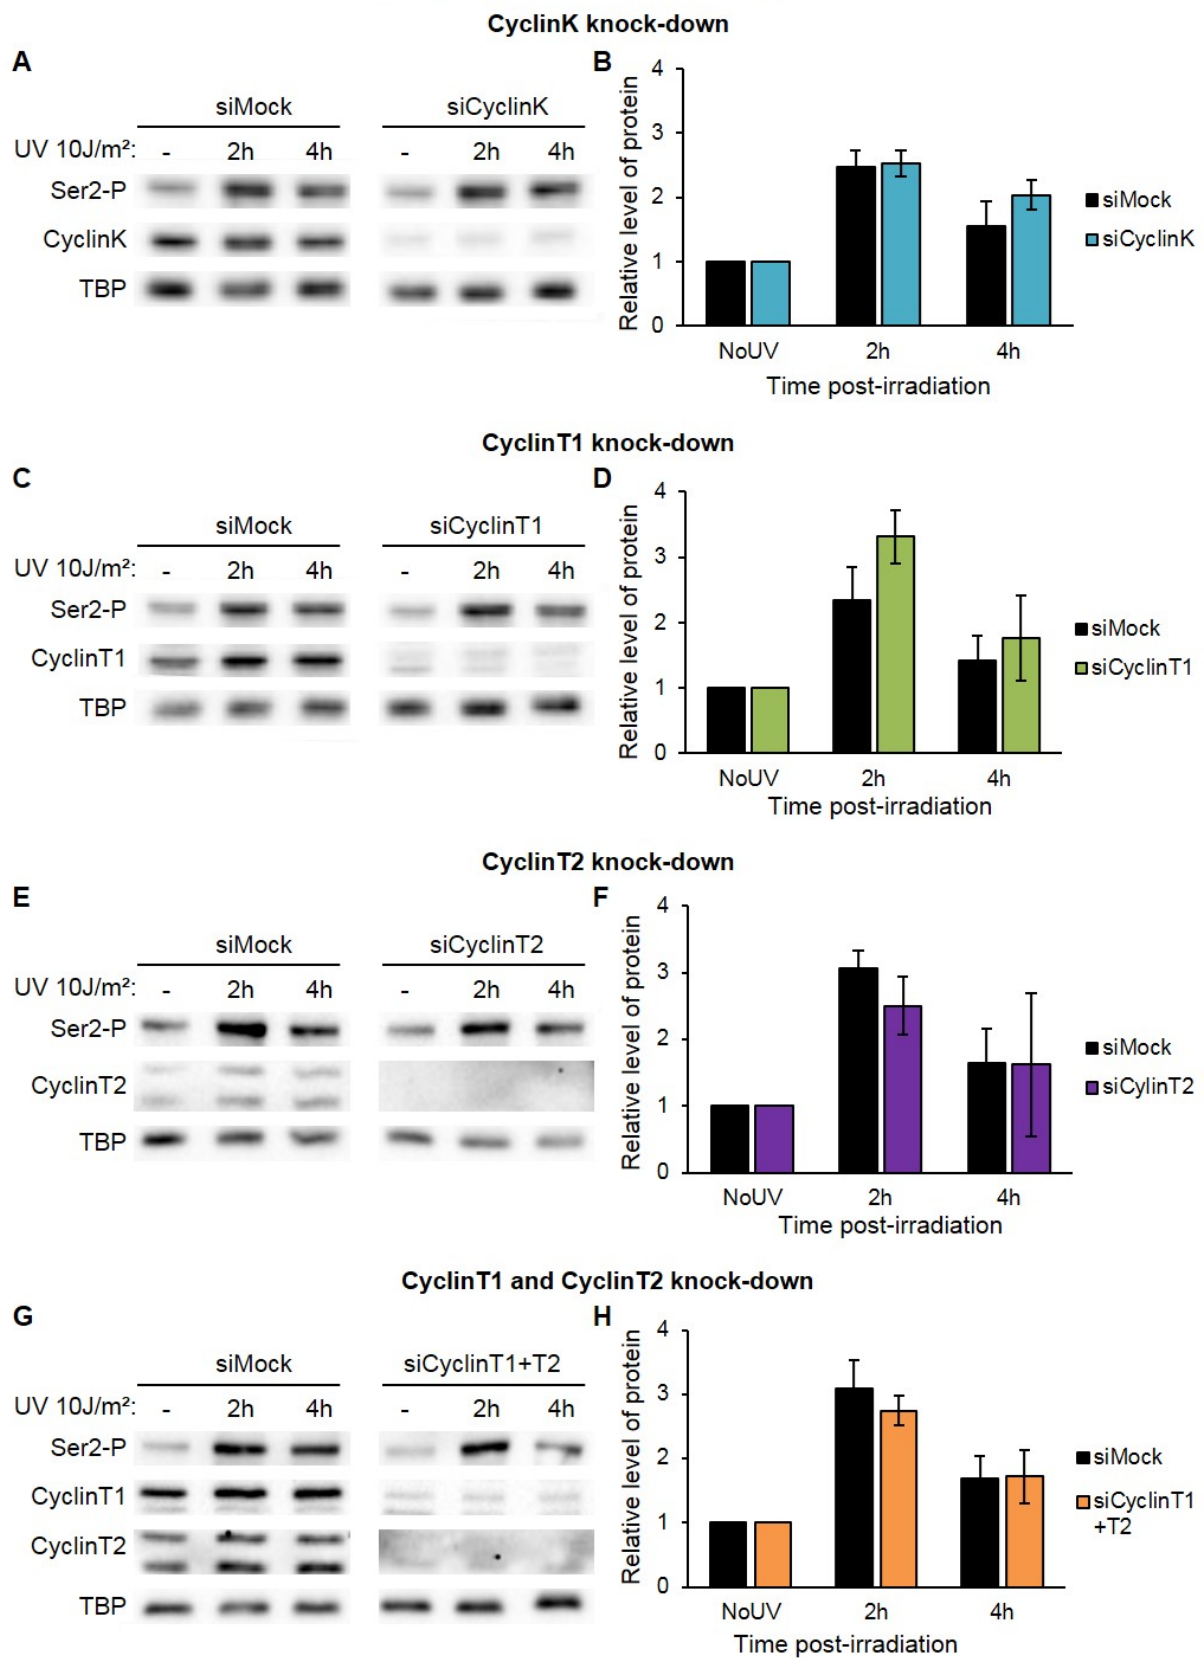 CyclinK knock-down
A
siMock siCyclinK
UV 10J/m²: - 2h 4h - 2h 4h
Ser2-P
CyclinK
TBP
B
Relative level of protein
4
3
2
1
0
NoUV 2h 4h
Time post-irradiation
siMock
siCyclinK
CyclinT1 knock-down
C
siMock siCyclinT1
UV 10J/m²: - 2h 4h - 2h 4h
Ser2-P
CyclinT1
TBP
D
Relative level of protein
4
3
2
1
0
NoUV 2h 4h
Time post-irradiation
siMock
siCyclinT1
CyclinT2 knock-down
E
siMock siCyclinT2
UV 10J/m²: - 2h 4h - 2h 4h
Ser2-P
CyclinT2
TBP
F
Relative level of protein
4
3
2
1
0
NoUV 2h 4h
Time post-irradiation
siMock
siCylinT2
CyclinT1 and CyclinT2 knock-down
G
siMock siCyclinT1+T2
UV 10J/m²: - 2h 4h - 2h 4h
Ser2-P
CyclinT1
CyclinT2
TBP
H
Relative level of protein
4
3
2
1
0
NoUV 2h 4h
Time post-irradiation
siMock
siCyclinT1
+T2